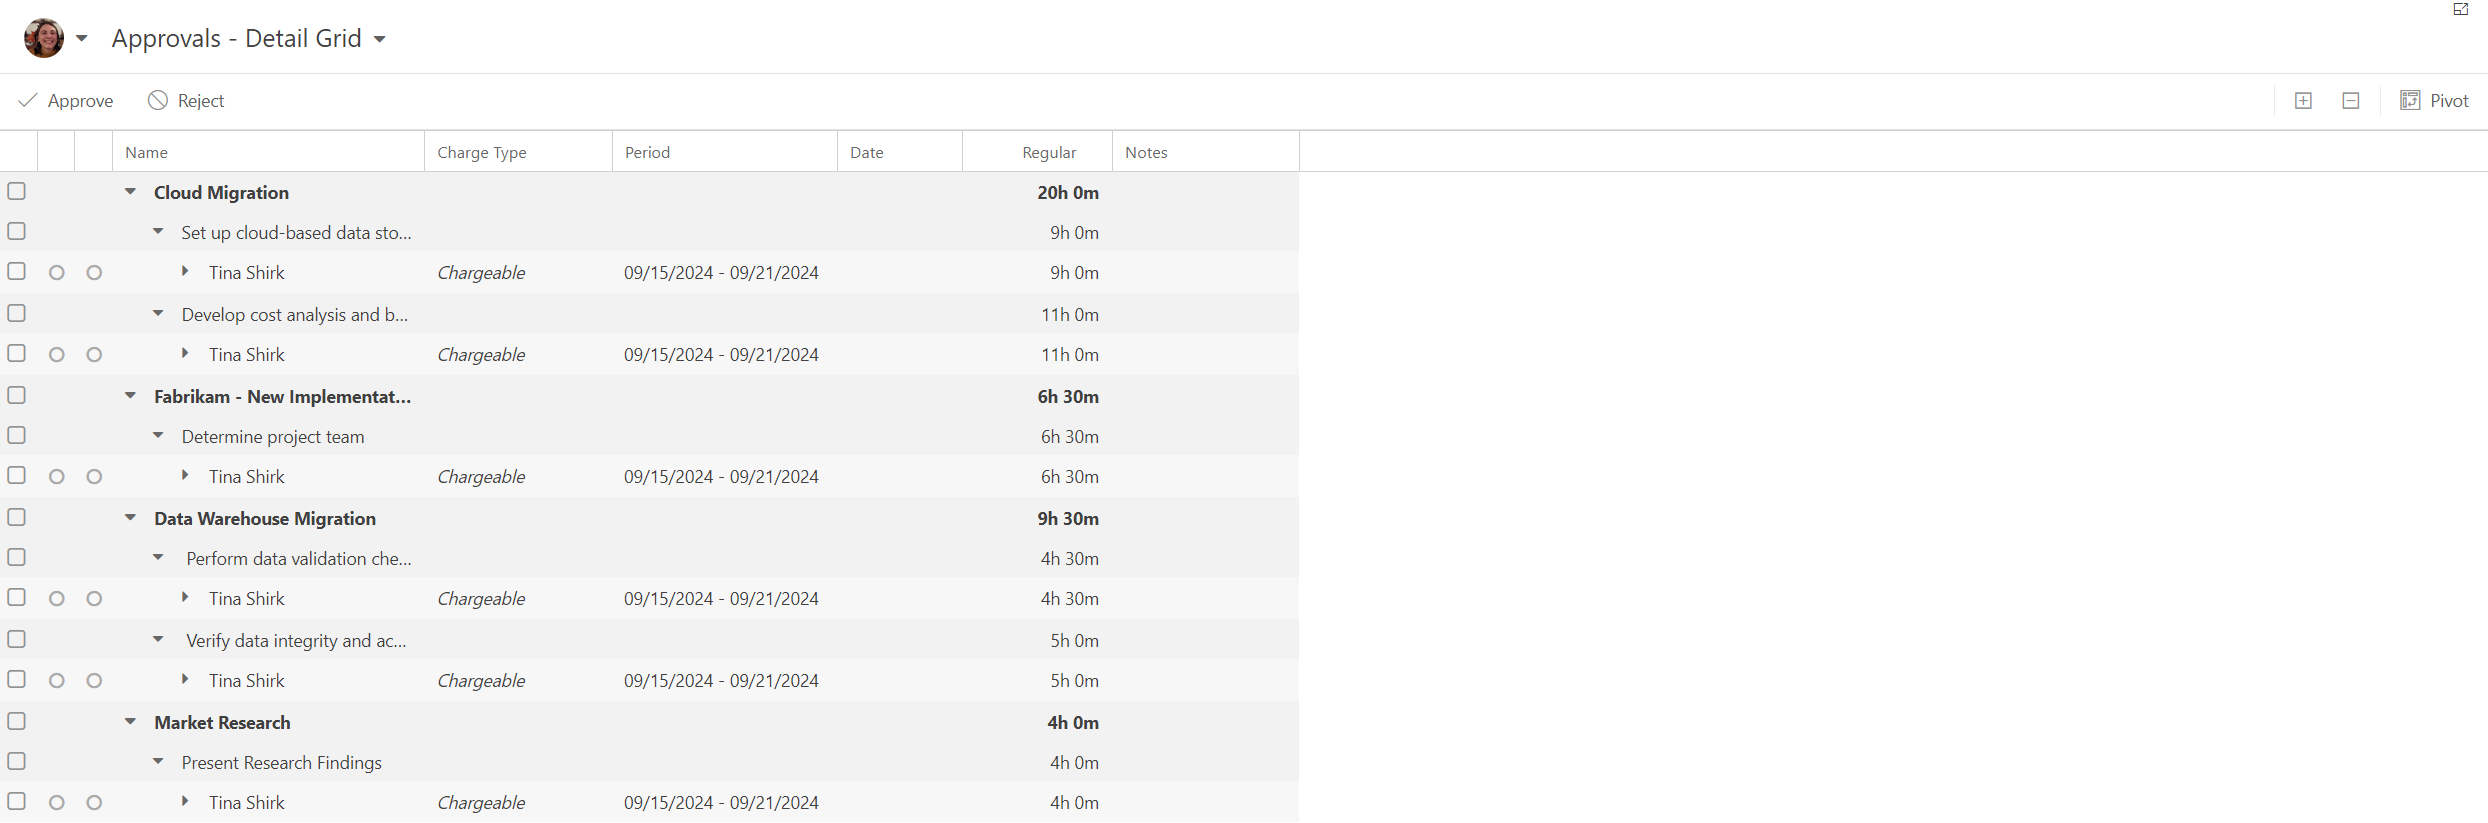 Approvals - Detail Grid
Approve Reject Pivot
Name Charge Type Period Date Regular Notes
Cloud Migration 20h 0m
Set up cloud-based data sto... 9h 0m
Tina Shirk Chargeable 09/15/2024 - 09/21/2024 9h 0m
Develop cost analysis and b... 11h 0m
Tina Shirk Chargeable 09/15/2024 - 09/21/2024 11h 0m
Fabrikam - New Implementat... 6h 30m
Determine project team 6h 30m
Tina Shirk Chargeable 09/15/2024 - 09/21/2024 6h 30m
Data Warehouse Migration 9h 30m
Perform data validation che... 4h 30m
Tina Shirk Chargeable 09/15/2024 - 09/21/2024 4h 30m
Verify data integrity and ac... 5h 0m
Tina Shirk Chargeable 09/15/2024 - 09/21/2024 5h 0m
Market Research 4h 0m
Present Research Findings 4h 0m
Tina Shirk Chargeable 09/15/2024 - 09/21/2024 4h 0m